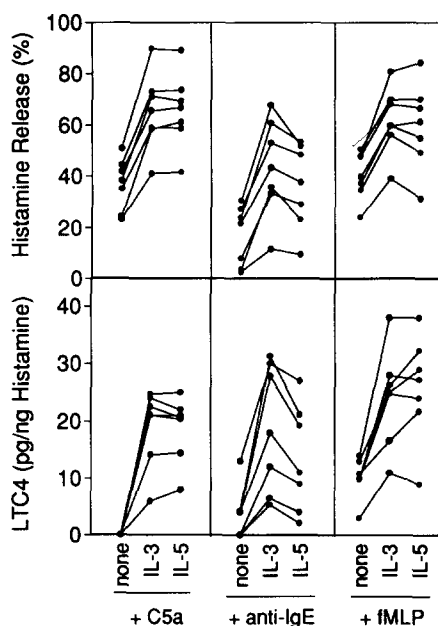 Histamine Release (%)
100
80
60
40
20
0
LTC4 (pg/ng Histamine)
40
30
20
10
0
none IL-3 IL-5 none IL-3 IL-5 none IL-3 IL-5
+ C5a + anti-IgE + fMLP